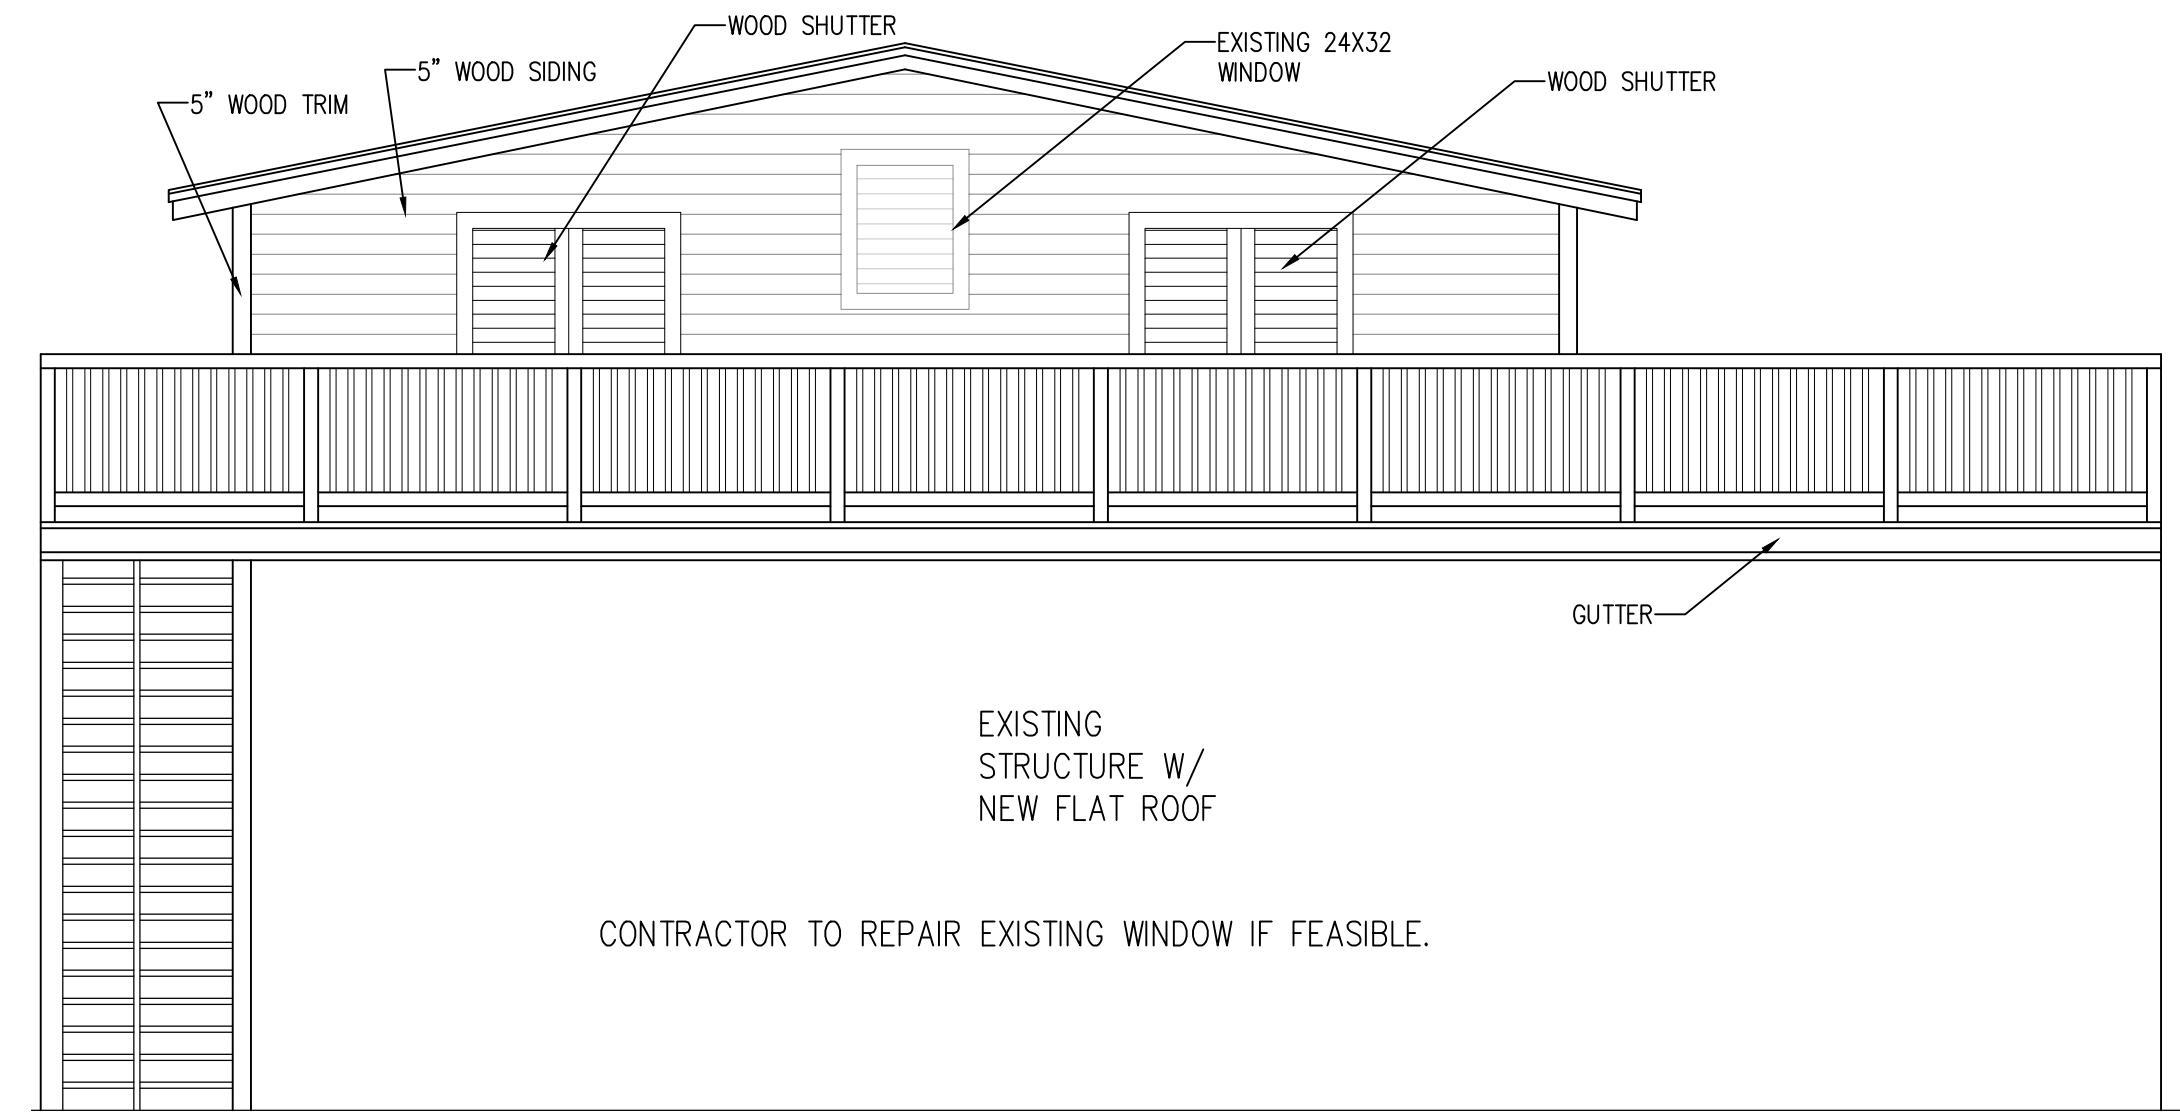 WOOD SHUTTER
EXISTING 24X32
WINDOW
5" WOOD SIDING
WOOD SHUTTER
5" WOOD TRIM
GUTTER
EXISTING
STRUCTURE W/
NEW FLAT ROOF
CONTRACTOR TO REPAIR EXISTING WINDOW IF FEASIBLE.